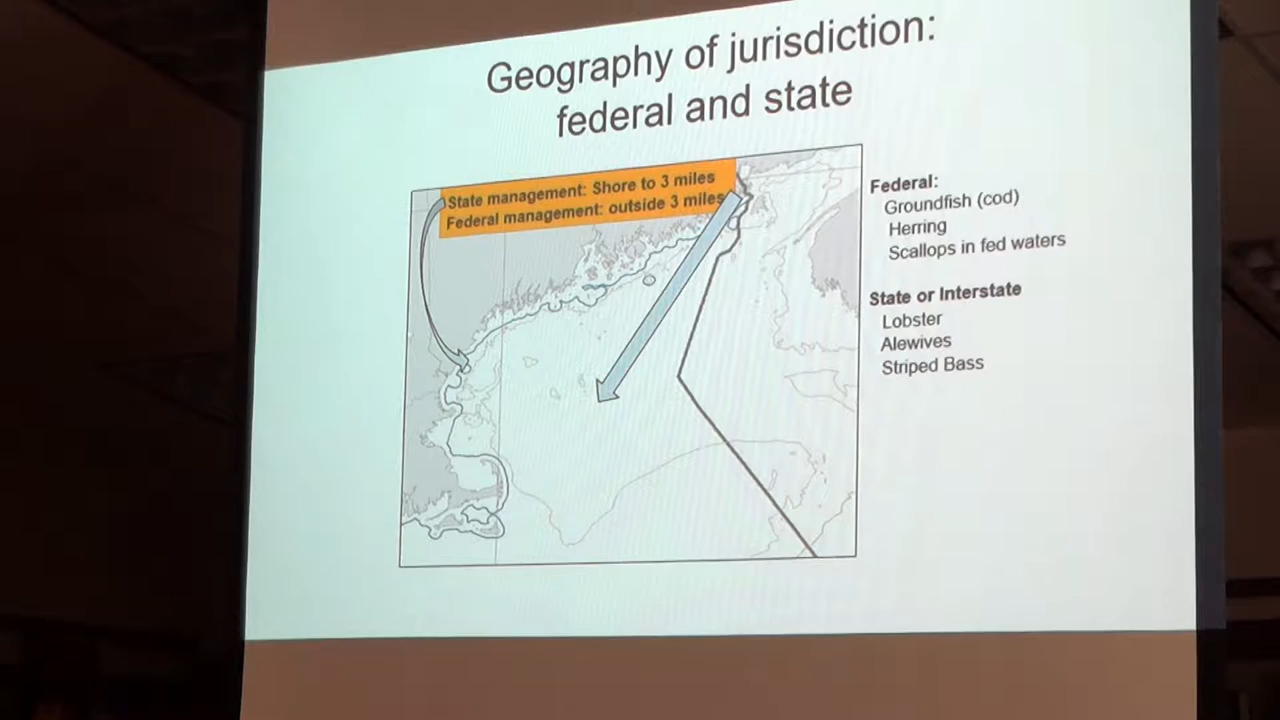 Geography of jurisdiction:
federal and state
State management: Shore to 3 miles
Federal management: outside 3 miles
Federal:
Groundfish (cod)
Herring
Scallops in fed waters
State or Interstate
Lobster
Alewives
Striped Bass